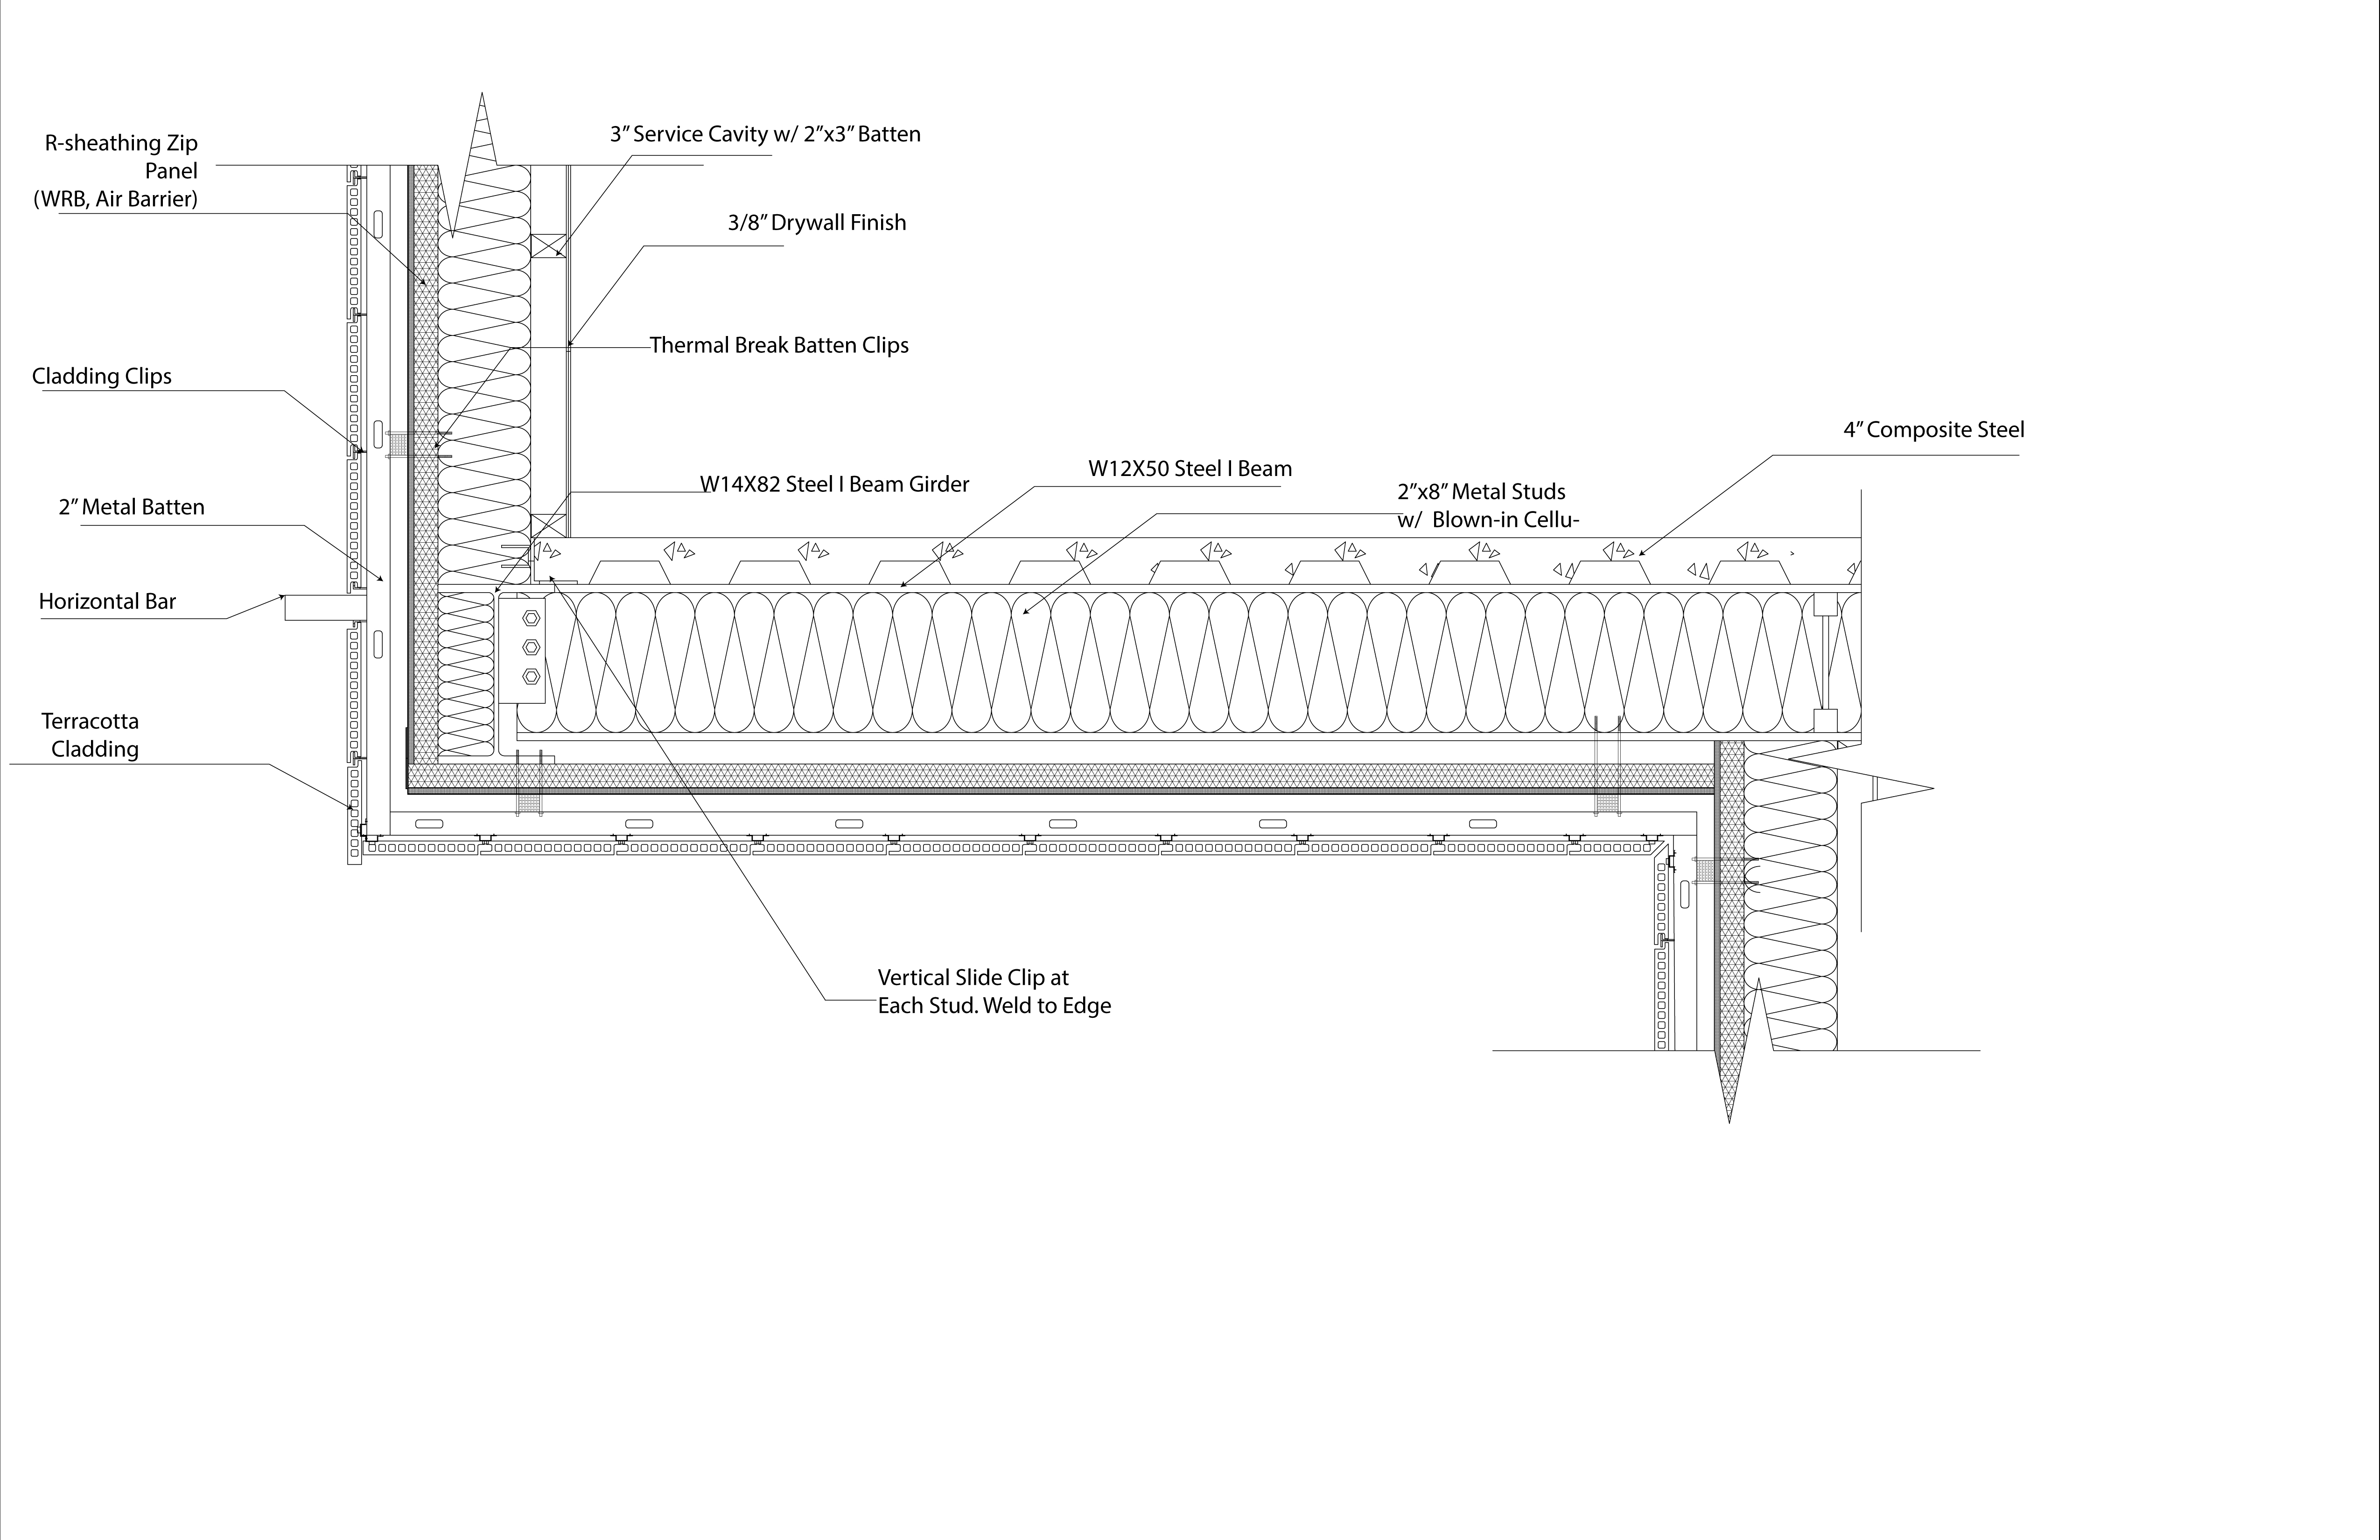 R-sheathing Zip
Panel
(WRB, Air Barrier)
3” Service Cavity w/ 2”x3” Batten
3/8” Drywall Finish
Thermal Break Batten Clips
Cladding Clips
4” Composite Steel
W12X50 Steel I Beam
W14X82 Steel I Beam Girder
2”x8” Metal Studs
w/ Blown-in Cellu-
2” Metal Batten
Horizontal Bar
Terracotta
Cladding
Vertical Slide Clip at
Each Stud. Weld to Edge